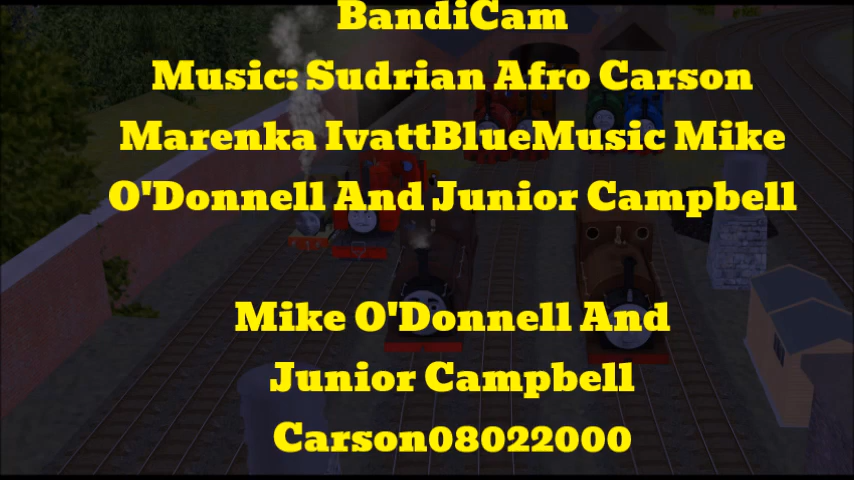 BandiCam
Music: Sudrian Afro Carson
Marenka IvattBlueMusic Mike
O'Donnell And Junior Campbell
Mike O'Donnell And
Junior Campbell
Carson08022000